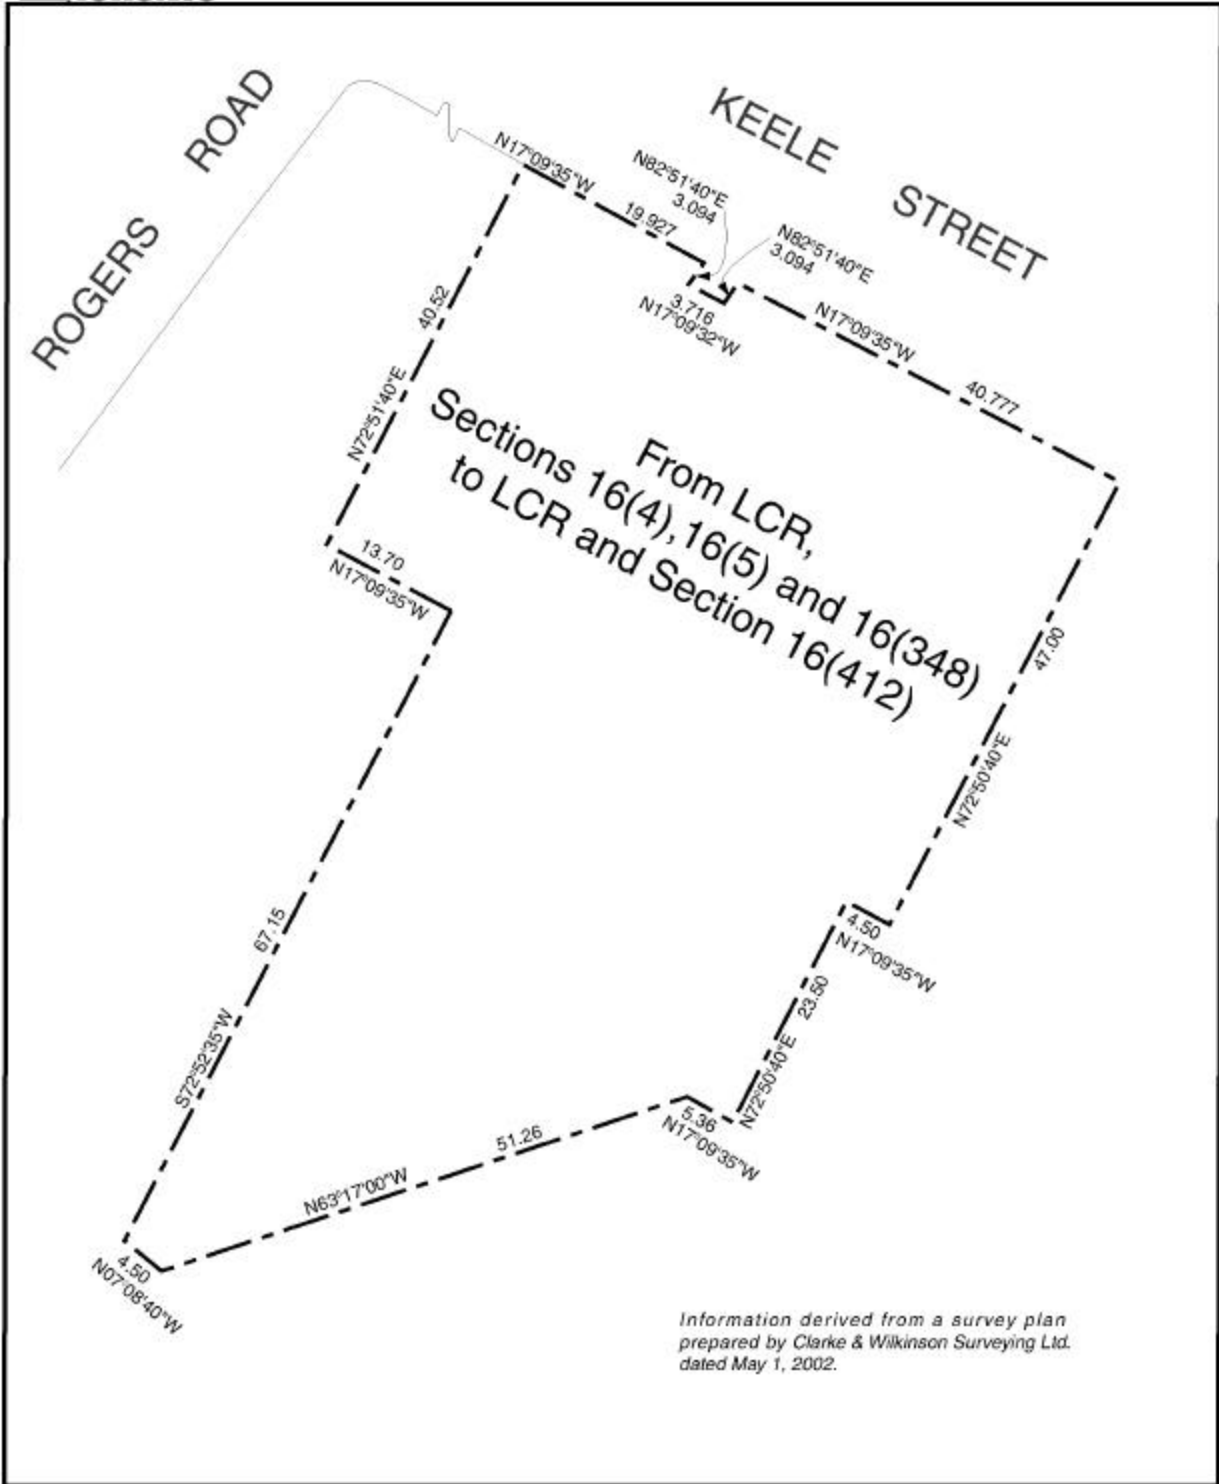 ROGERS ROAD
KEELE STREET
N17°09'35"W
19.927
N82°51'40"E
3.094
N82°51'40"E
3.094
3.716
N17°09'32"W
N17°09'35"W
40.777
40.52
N72°51'40"E
From LCR,
Sections 16(4), 16(5) and 16(348)
to LCR and Section 16(412)
13.70
N17°09'35"W
47.00
N72°50'40"E
4.50
N17°09'35"W
67.15
S72°52'35"W
23.50
N72°50'40"E
5.36
N17°09'35"W
51.26
N63°17'00"W
4.50
N07°08'40"W
Information derived from a survey plan
prepared by Clarke & Wilkinson Surveying Ltd.
dated May 1, 2002.